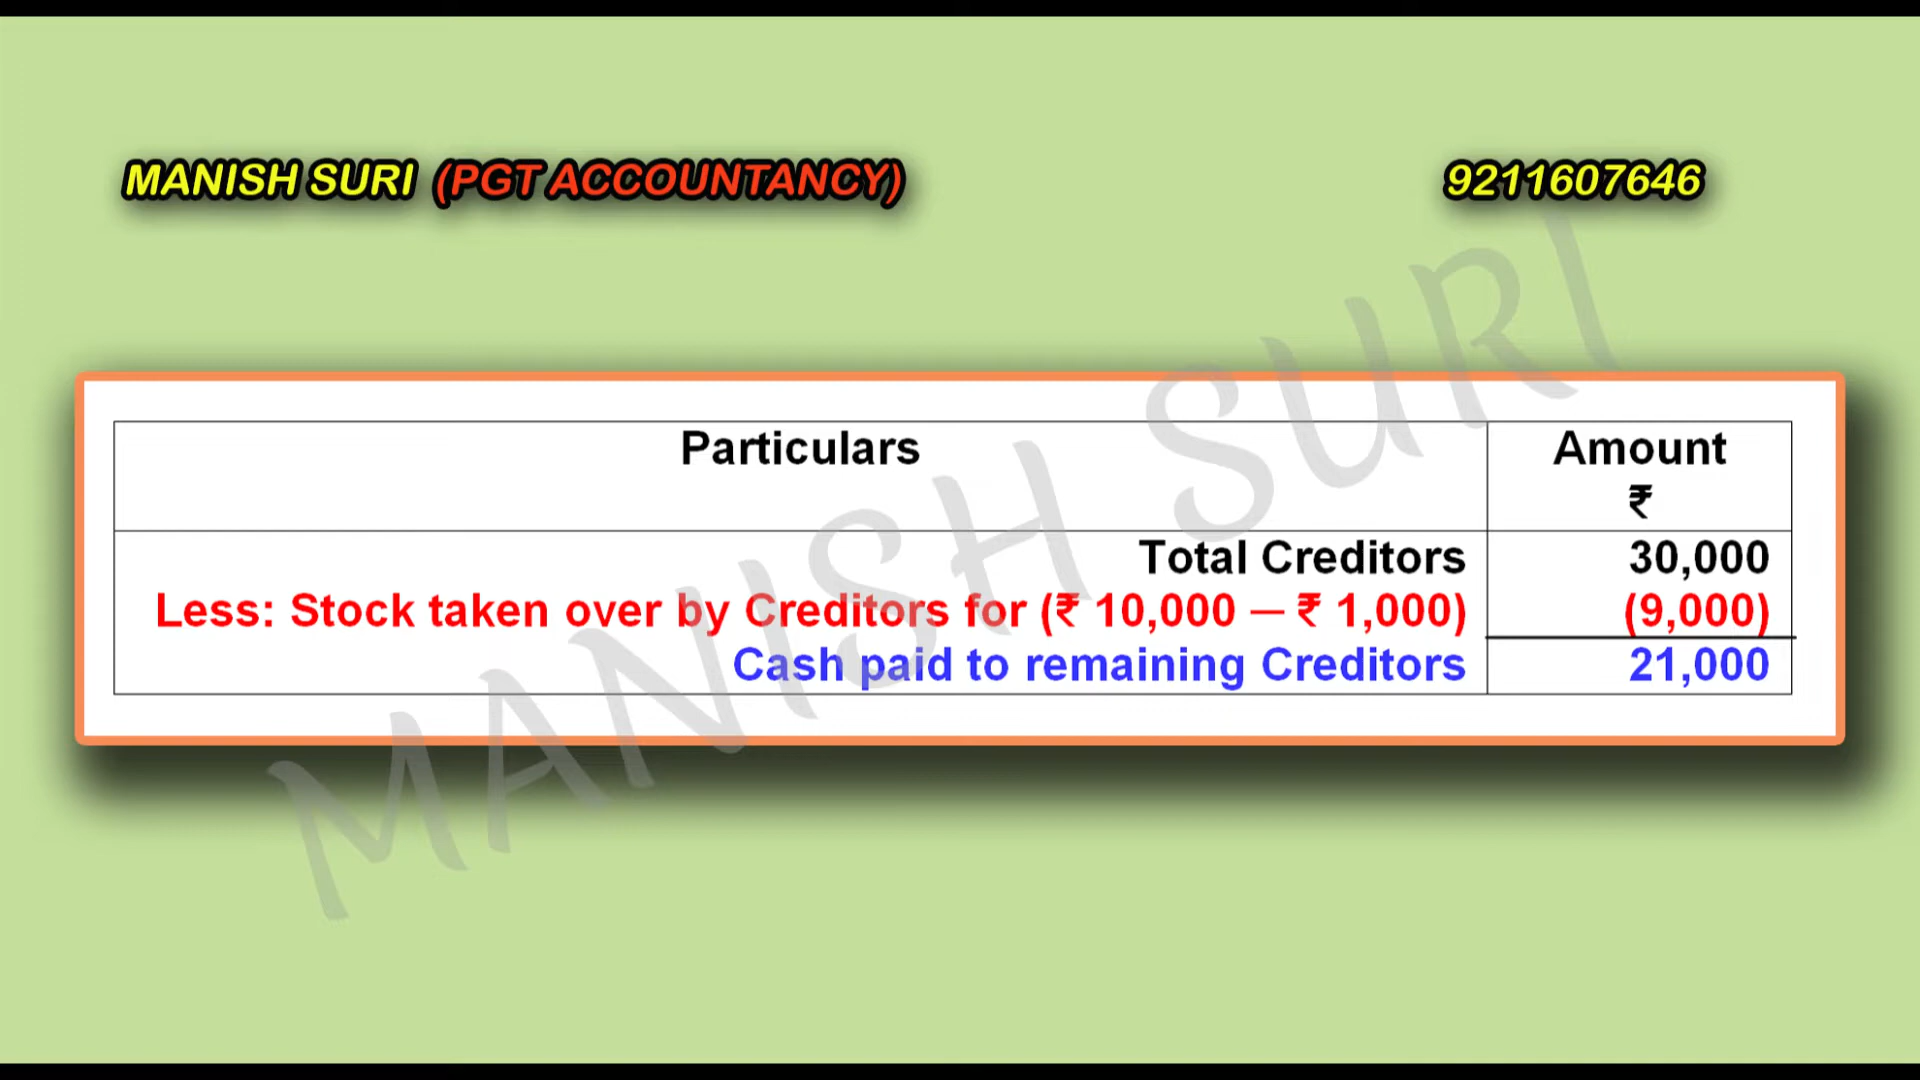 MANISH SURI (PGT ACCOUNTANCY) 9211607646
Particulars Amount
₹
Total Creditors 30,000
Less: Stock taken over by Creditors for (₹ 10,000 — ₹ 1,000) (9,000)
Cash paid to remaining Creditors 21,000
MANISH SURI